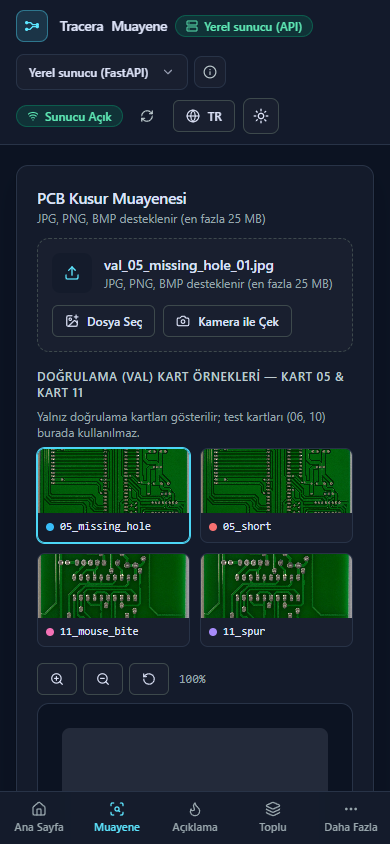 Tracera Muayene Yerel sunucu (API)
Yerel sunucu (FastAPI)
Sunucu Açık TR
PCB Kusur Muayenesi
JPG, PNG, BMP desteklenir (en fazla 25 MB)
val_05_missing_hole_01.jpg
JPG, PNG, BMP desteklenir (en fazla 25 MB)
Dosya Seç Kamera ile Çek
DOĞRULAMA (VAL) KART ÖRNEKLERİ — KART 05 &
KART 11
Yalnız doğrulama kartları gösterilir; test kartları (06, 10)
burada kullanılmaz.
05_missing_hole 05_short
11_mouse_bite 11_spur
100%
Ana Sayfa Muayene Açıklama Toplu Daha Fazla